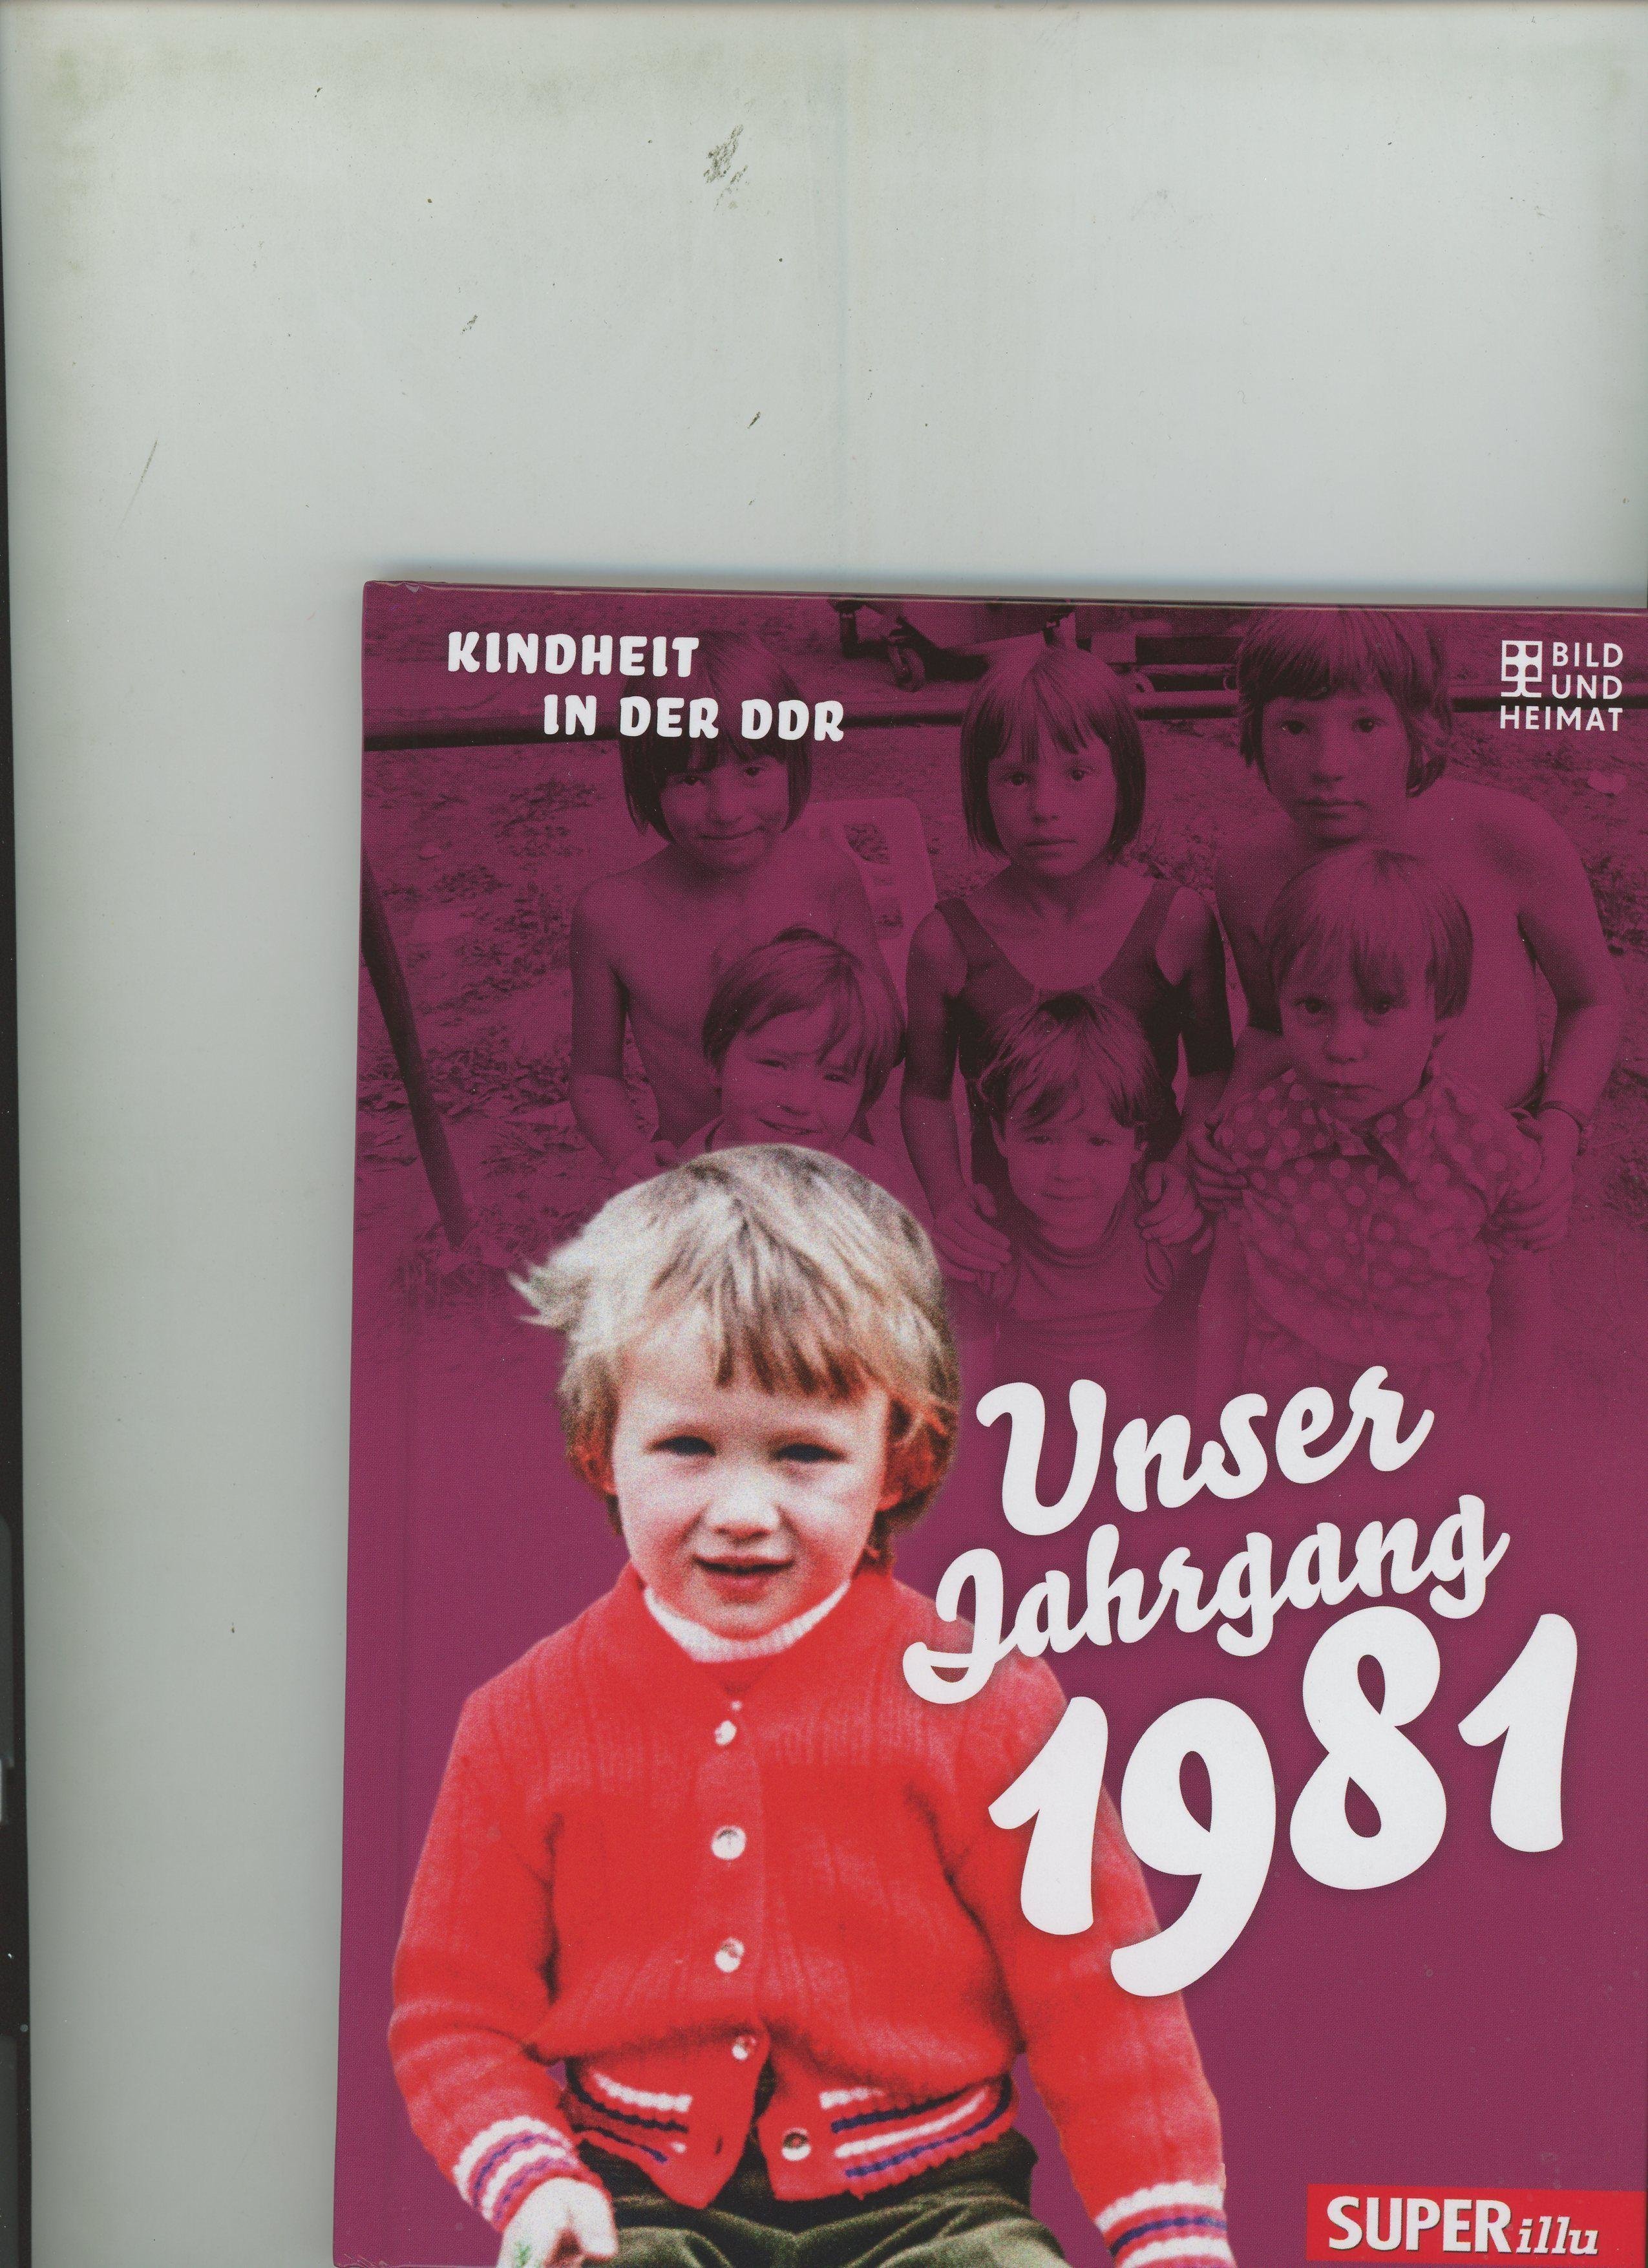 KINDHEIT
IN DER DDR
BILD
UND
HEIMAT
Unser
Jahrgang
1981
SUPERillu